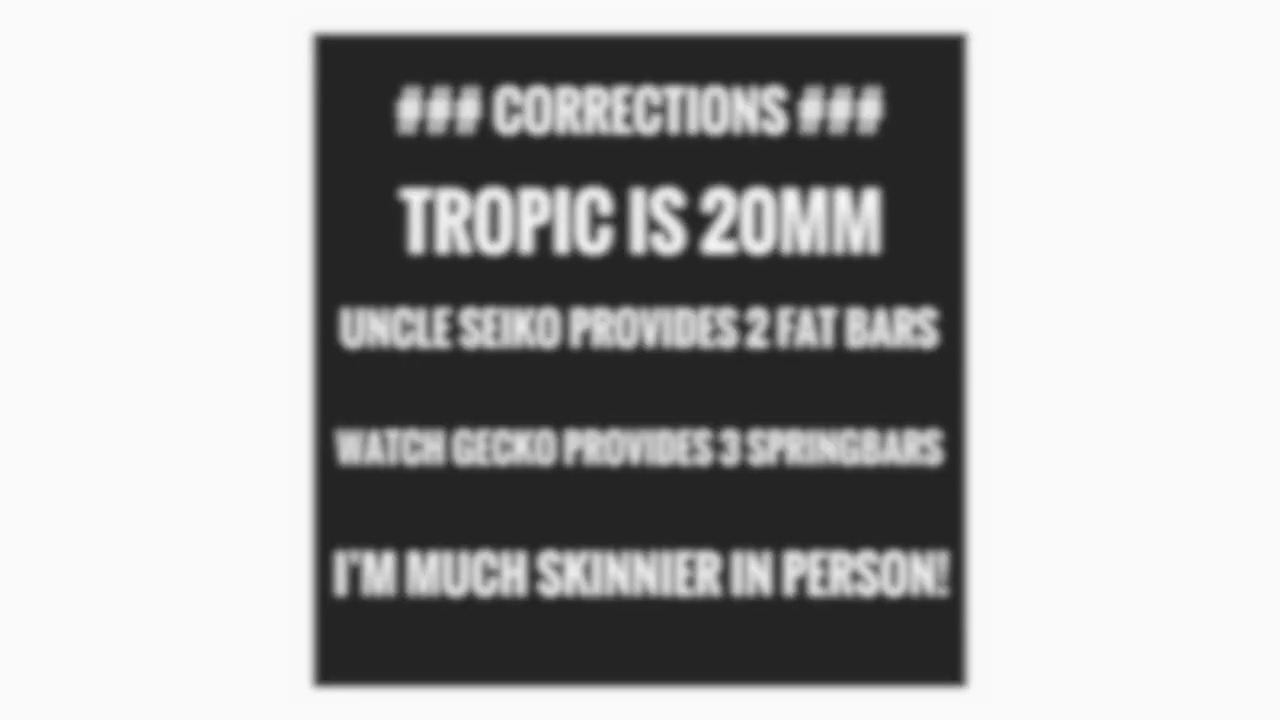 ### CORRECTIONS ###
TROPIC IS 20MM
UNCLE SEIKO PROVIDES 2 FAT BARS
WATCH GECKO PROVIDES 3 SPRINGBARS
I'M MUCH SKINNIER IN PERSON!